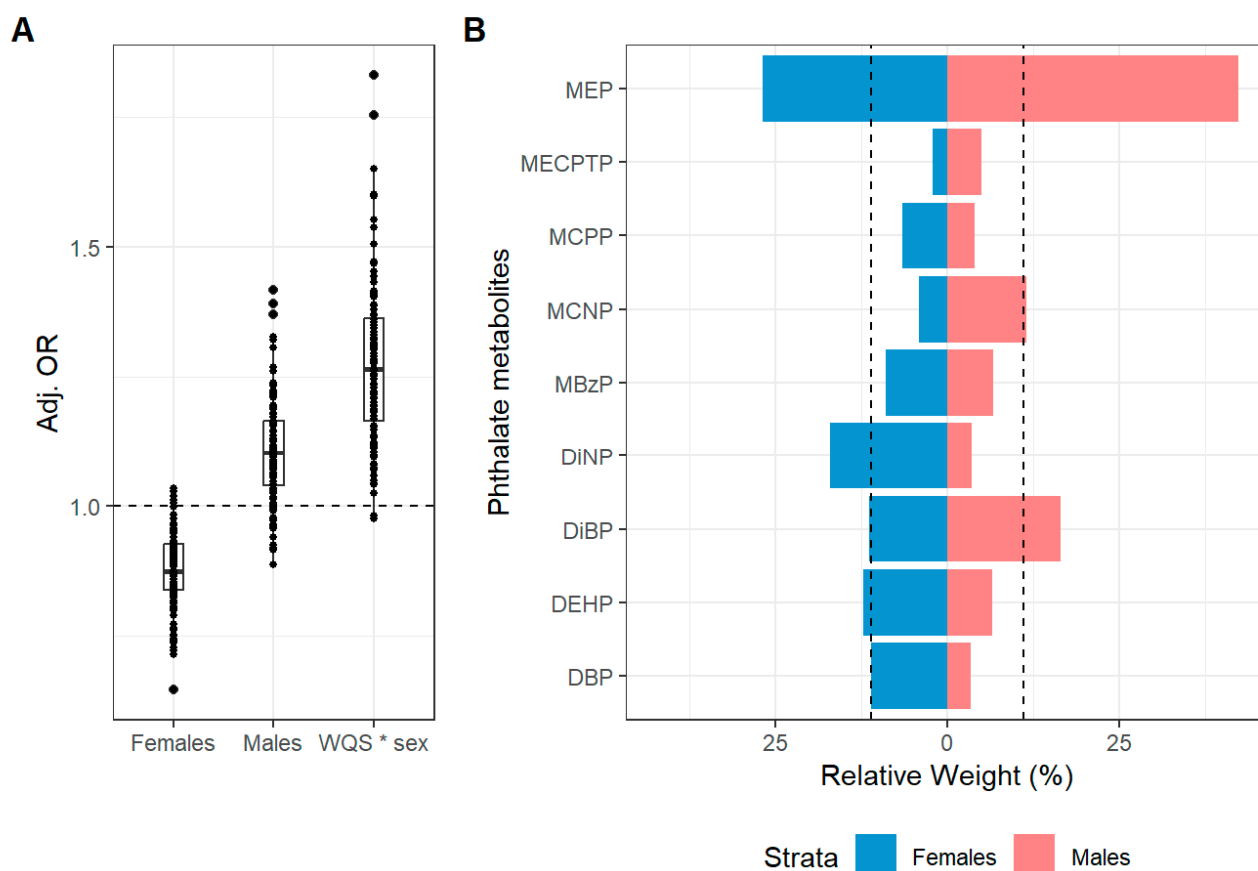 A
Adj. OR
1.5
1.0
Females Males WQS * sex
B
Phthalate metabolites
MEP
MECPTP
MCPP
MCNP
MBzP
DiNP
DiBP
DEHP
DBP
25 0 25
Relative Weight (%)
Strata Females Males